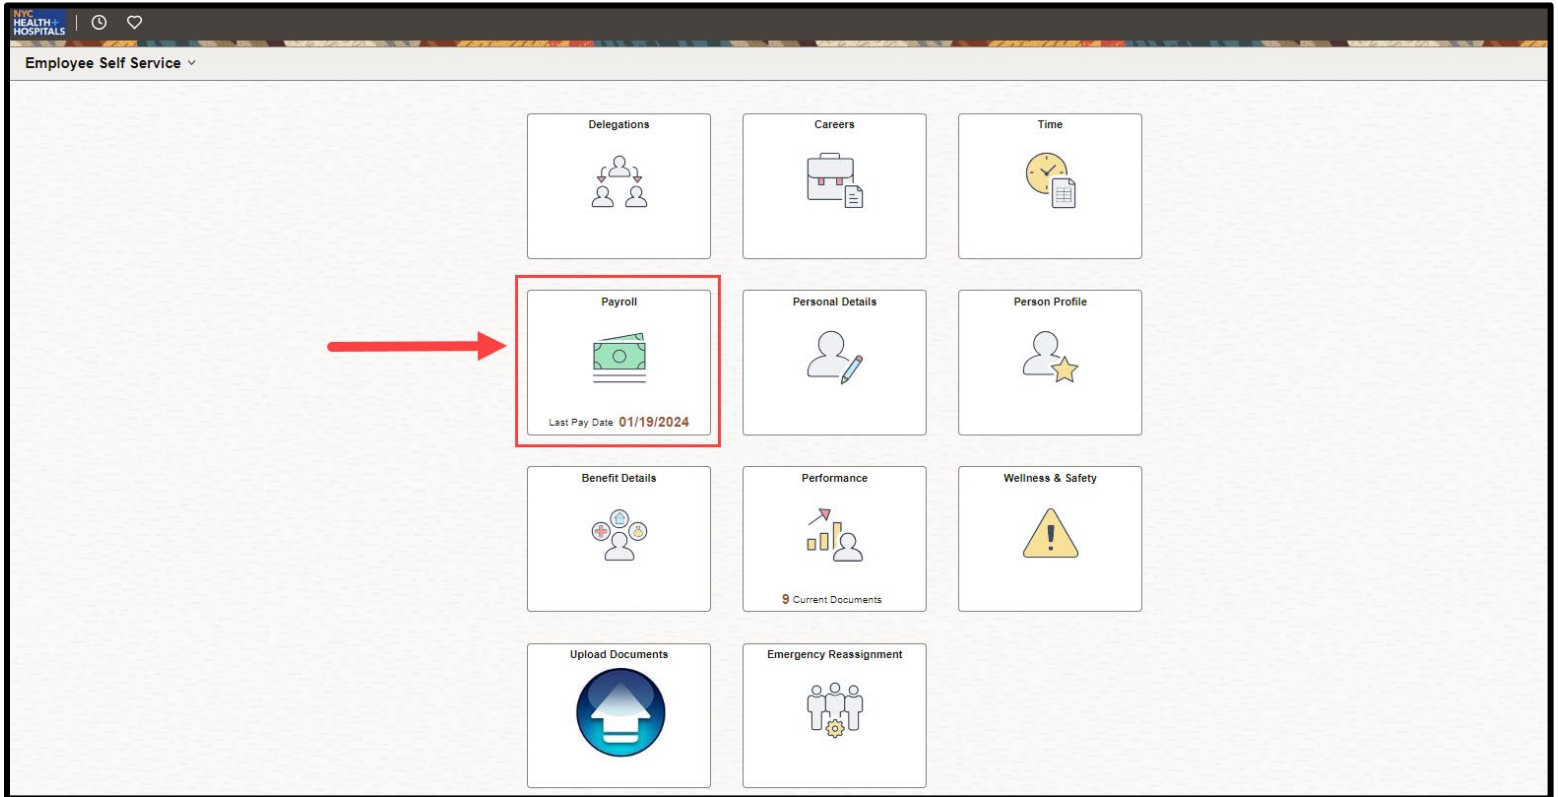 NYC
HEALTH+
HOSPITALS
Employee Self Service
Delegations
Careers
Time
Payroll
Last Pay Date 01/19/2024
Personal Details
Person Profile
Benefit Details
Performance
9 Current Documents
Wellness & Safety
Upload Documents
Emergency Reassignment